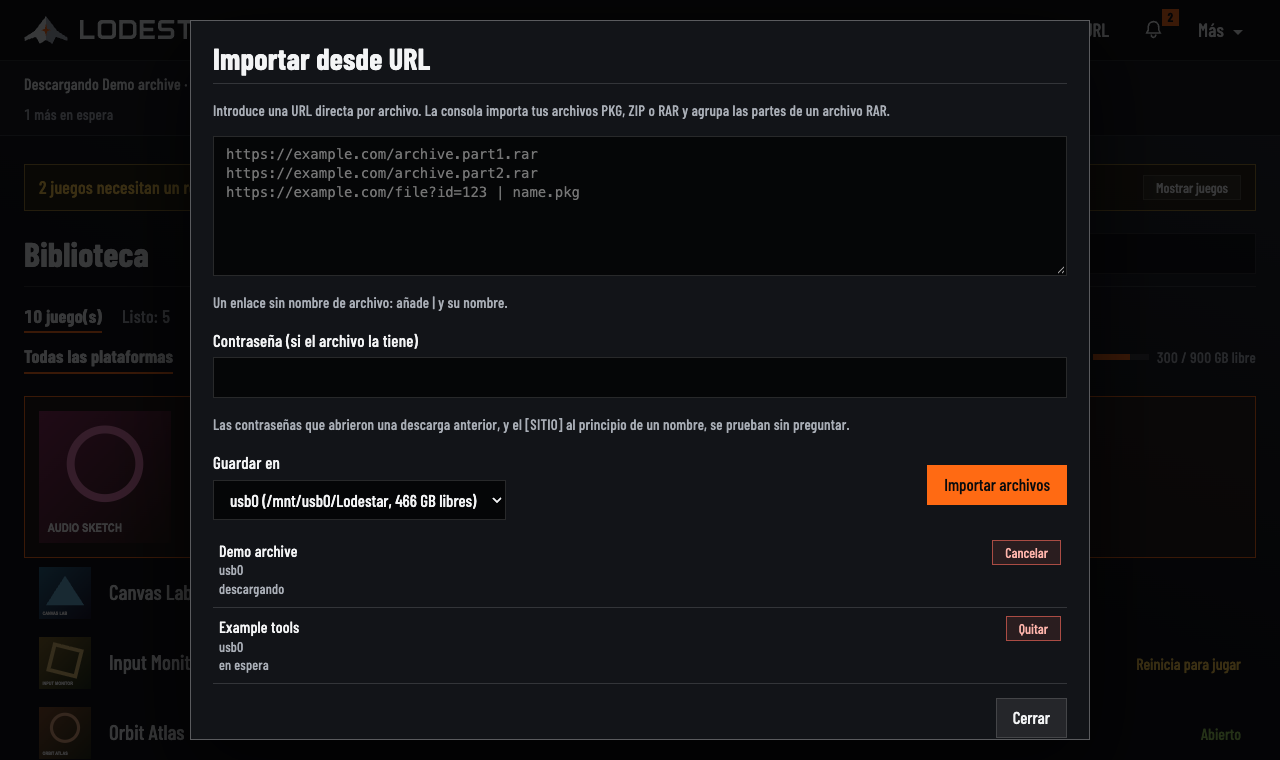 LODEST
URL
2
Más
Descargando Demo archive ·
1 más en espera
2 juegos necesitan un r
Mostrar juegos
Biblioteca
10 juego(s)
Listo: 5
Todas las plataformas
300 / 900 GB libre
AUDIO SKETCH
CANVAS LAB
Canvas Lab
INPUT MONITOR
Input Monit
Reinicia para jugar
ORBIT ATLAS
Orbit Atlas
Abierto
Importar desde URL
Introduce una URL directa por archivo. La consola importa tus archivos PKG, ZIP o RAR y agrupa las partes de un archivo RAR.
https://example.com/archive.part1.rar
https://example.com/archive.part2.rar
https://example.com/file?id=123 | name.pkg
Un enlace sin nombre de archivo: añade | y su nombre.
Contraseña (si el archivo la tiene)
Las contraseñas que abrieron una descarga anterior, y el [SITIO] al principio de un nombre, se prueban sin preguntar.
Guardar en
usb0 (/mnt/usb0/Lodestar, 466 GB libres)
Importar archivos
Demo archive
usb0
descargando
Cancelar
Example tools
usb0
en espera
Quitar
Cerrar